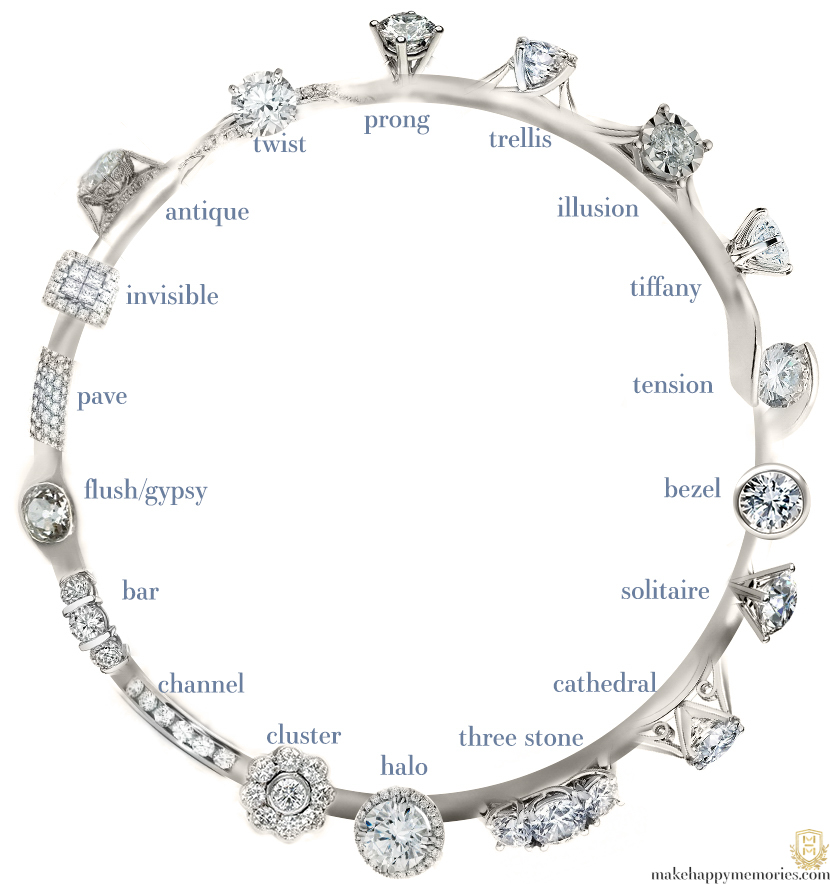 prong
twist
trellis
antique
illusion
invisible
tiffany
pave
tension
flush/gypsy
bezel
bar
solitaire
channel
cathedral
cluster
three stone
halo
MHM
makehappymemories.com